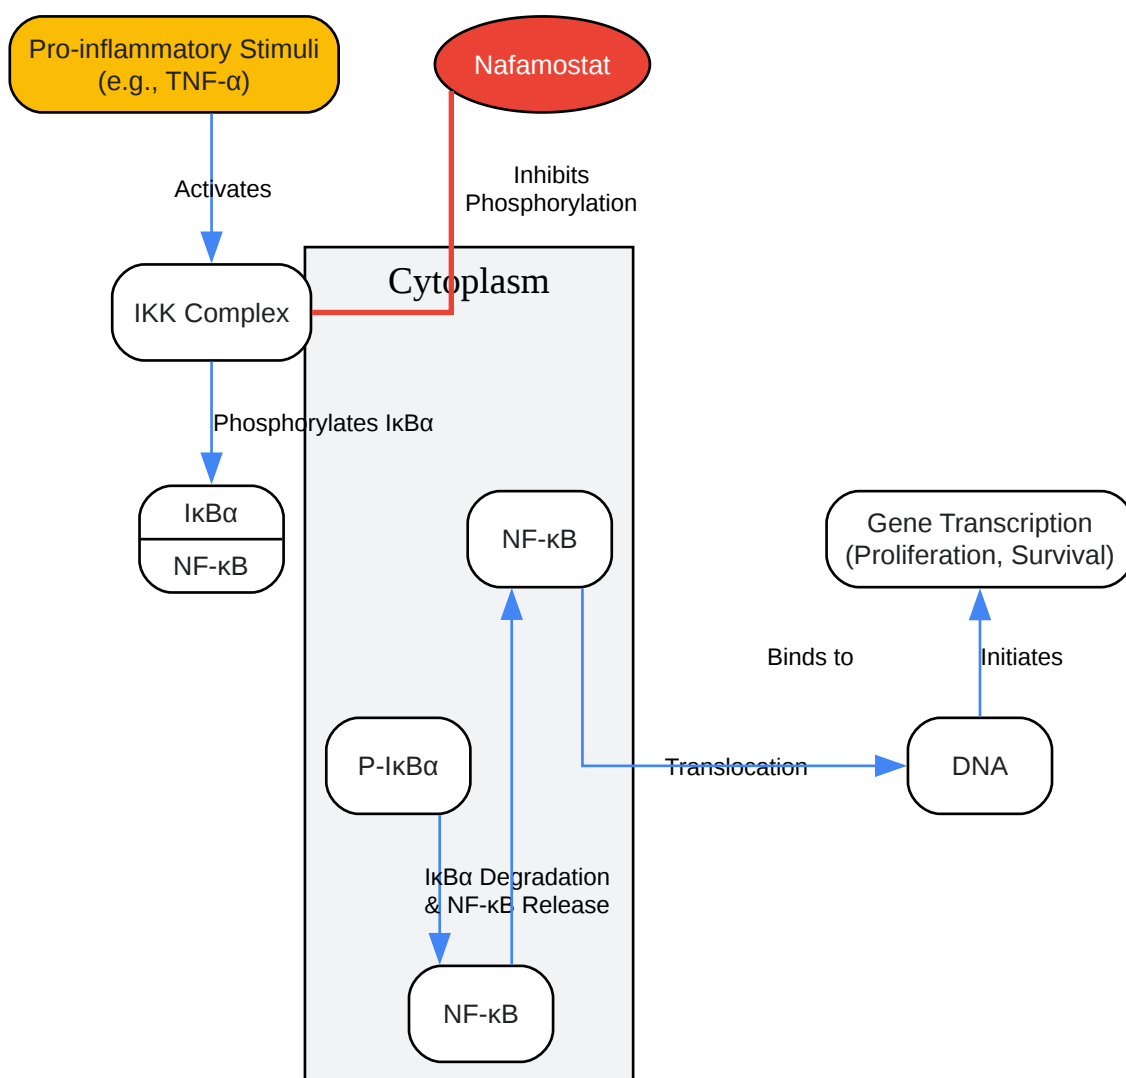 Pro-inflammatory Stimuli
(e.g., TNF-α)
Nafamostat
Activates
Inhibits
Phosphorylation
Cytoplasm
IKK Complex
Phosphorylates IκBα
IκBα
NF-κB
NF-κB
Gene Transcription
(Proliferation, Survival)
Binds to
Initiates
P-IκBα
Translocation
DNA
IκBα Degradation
& NF-κB Release
NF-κB